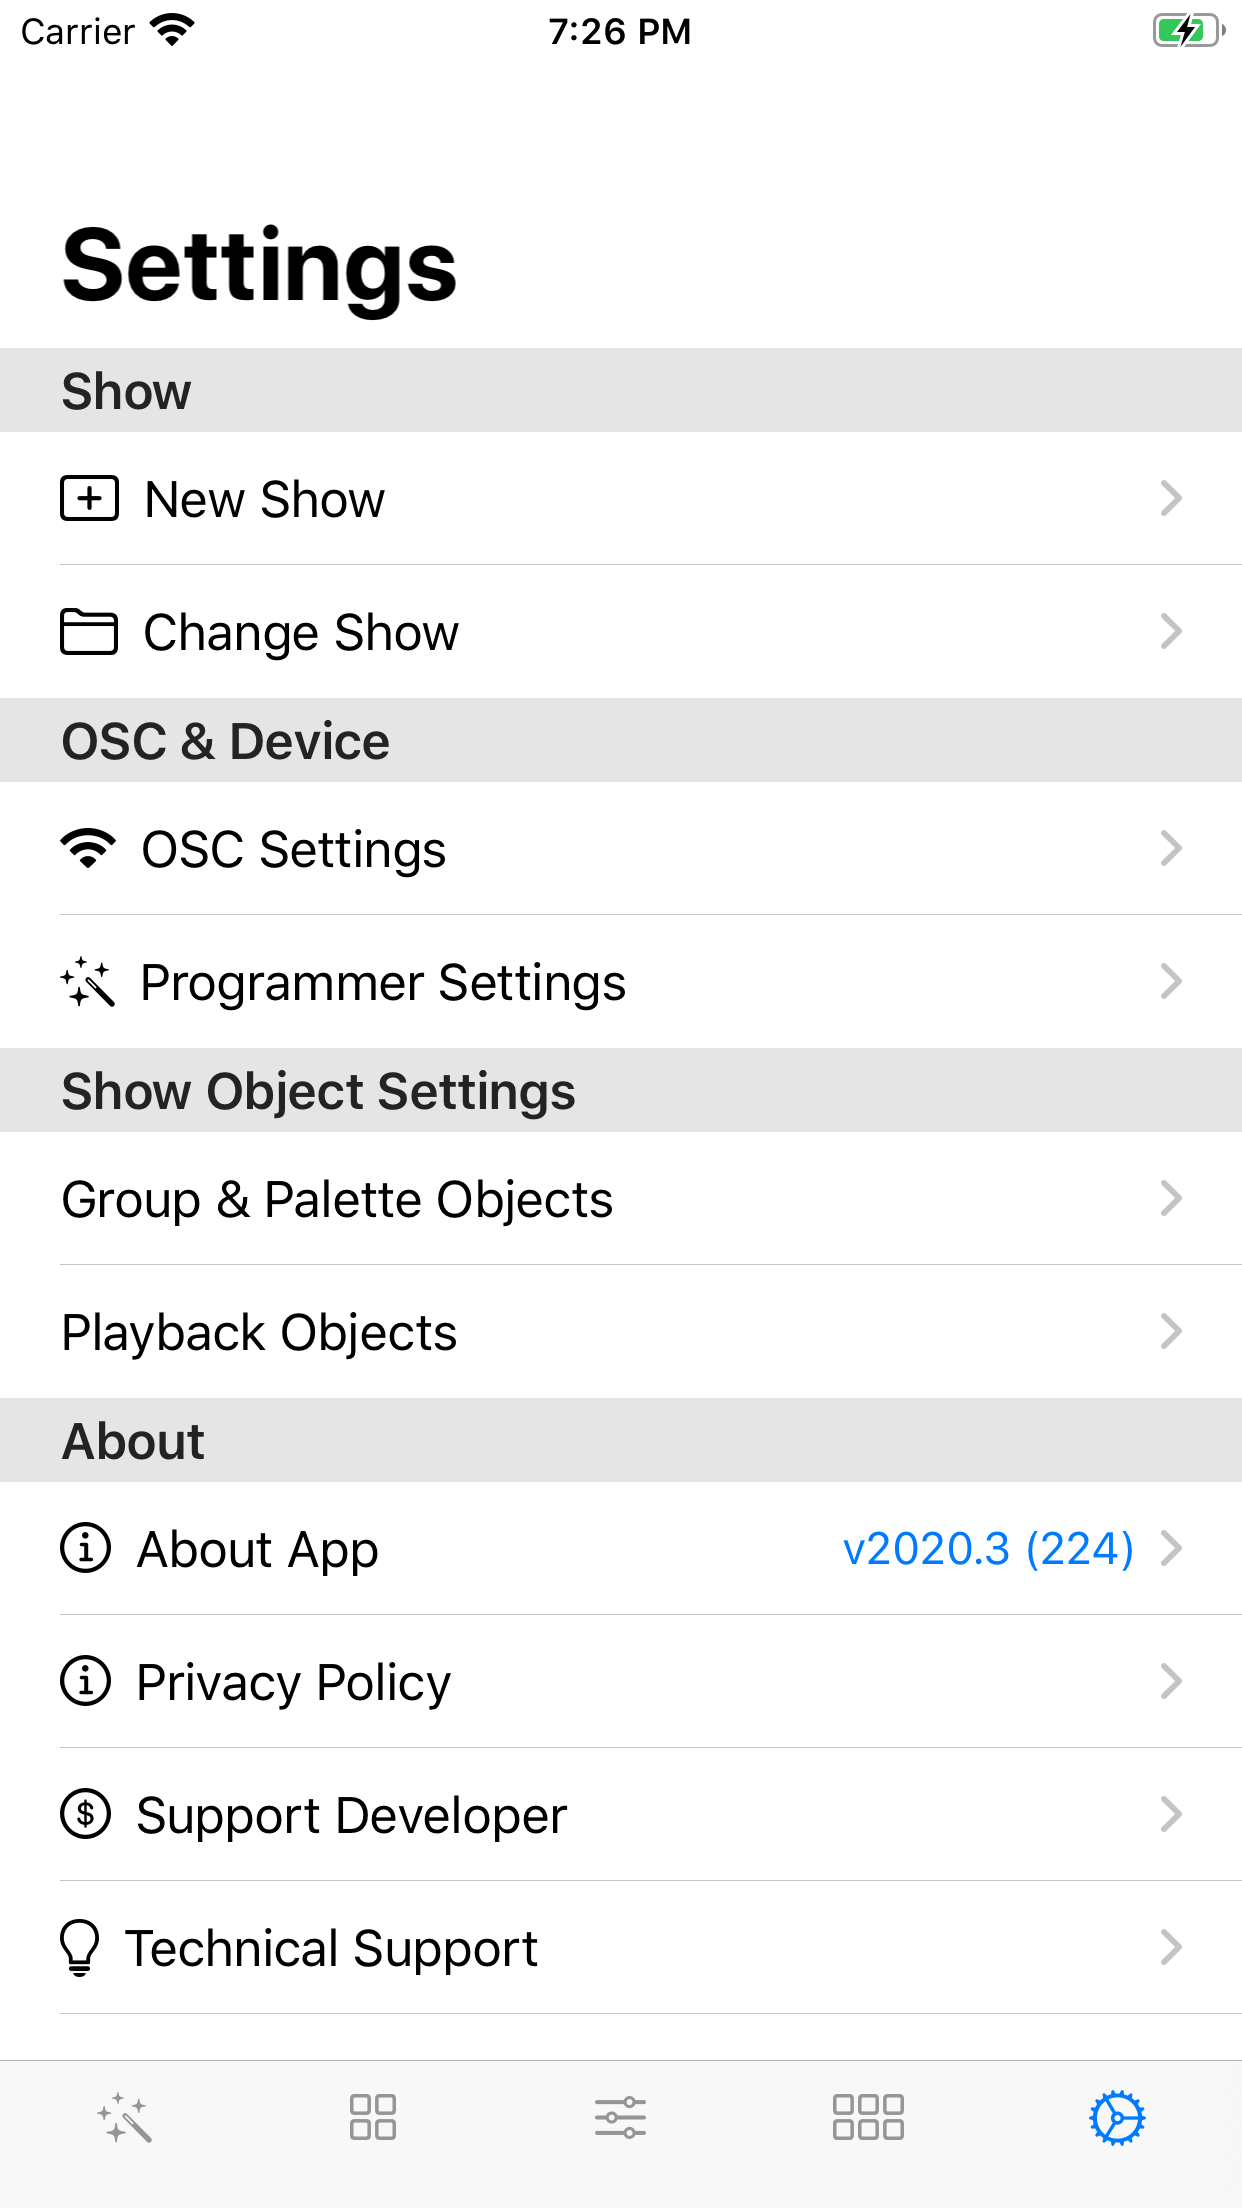 Carrier 7:26 PM
Settings
Show
New Show
Change Show
OSC & Device
OSC Settings
Programmer Settings
Show Object Settings
Group & Palette Objects
Playback Objects
About
About App v2020.3 (224)
Privacy Policy
Support Developer
Technical Support